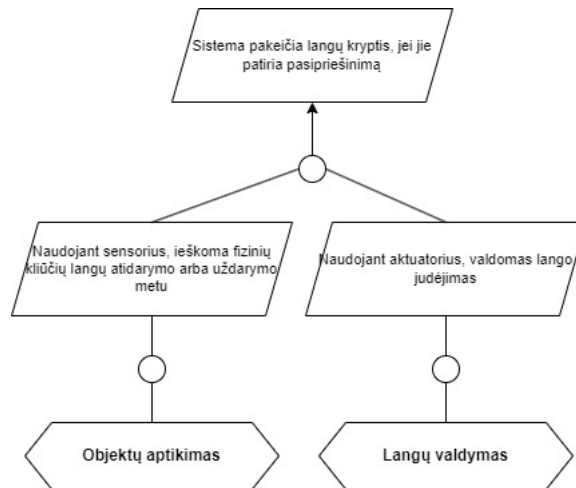 Sistema pakeičia langų kryptis, jei jie
patiria pasipriešinimą
Naudojant sensorius, ieškoma fizinių
kliūčių langų atidarymo arba uždarymo
metu
Naudojant aktuatorius, valdomas lango
judėjimas
Objektų aptikimas
Langų valdymas